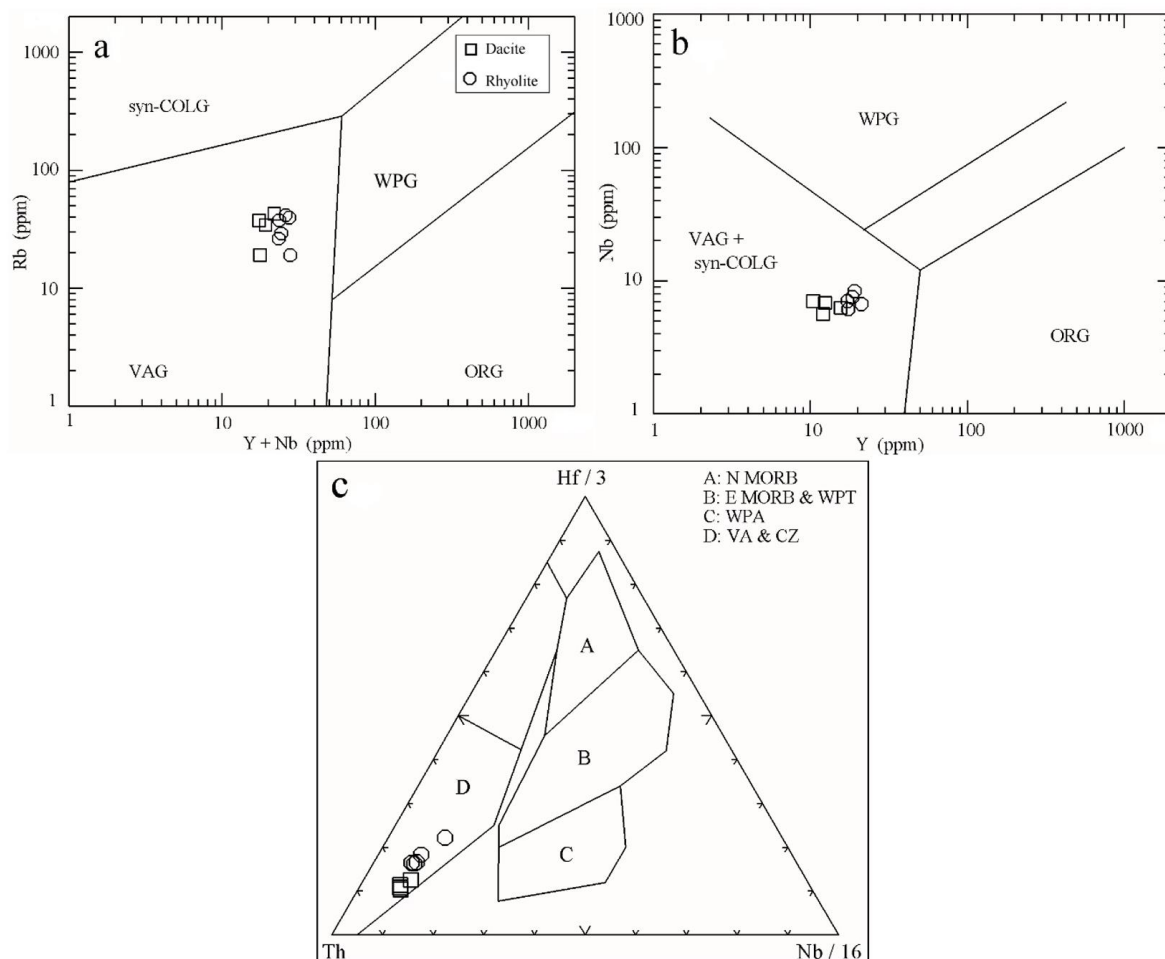 a
Dacite
Rhyolite
1000
100
10
1
Rb (ppm)
syn-COLG
WPG
VAG
ORG
1 10 100 1000
Y + Nb (ppm)
b
1000
100
10
1
Nb (ppm)
WPG
VAG +
syn-COLG
ORG
1 10 100 1000
Y (ppm)
c
Hf / 3
A: N MORB
B: E MORB & WPT
C: WPA
D: VA & CZ
A
B
D
C
Th Nb / 16